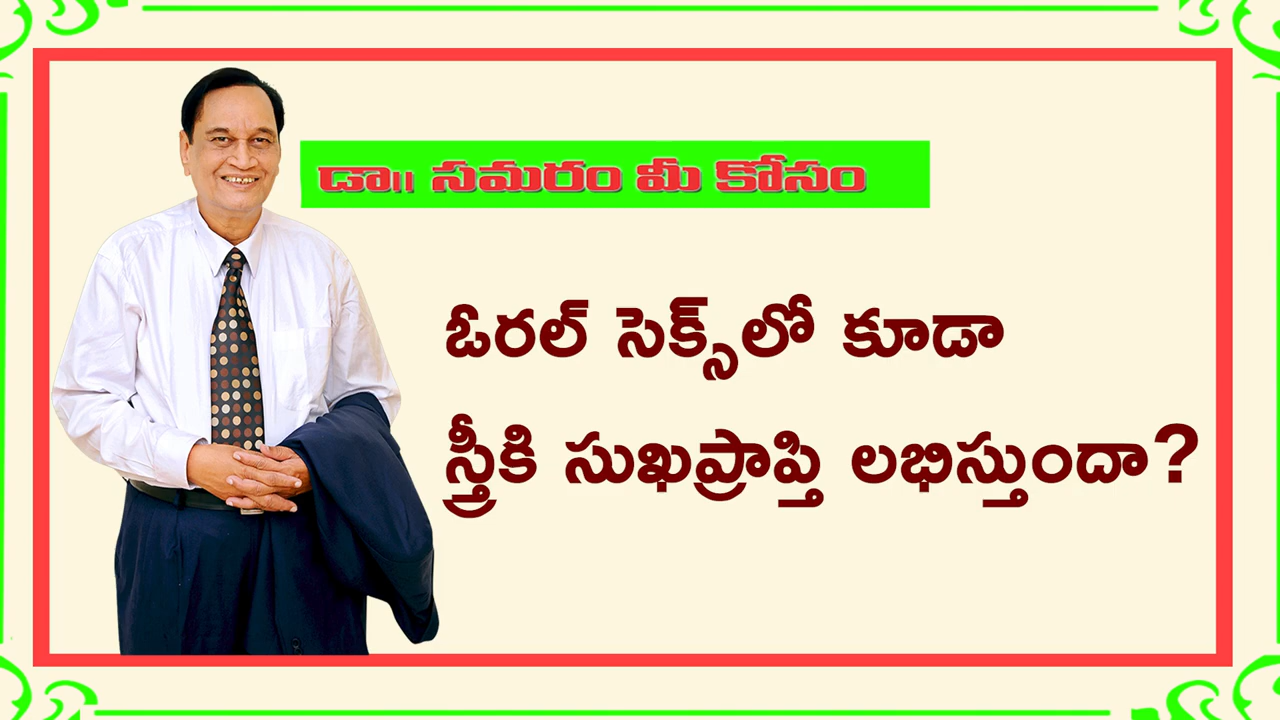 డా॥ సమరం మీ కోసం
ఓరల్ సెక్స్‌లో కూడా
స్త్రీకి సుఖప్రాప్తి లభిస్తుందా?